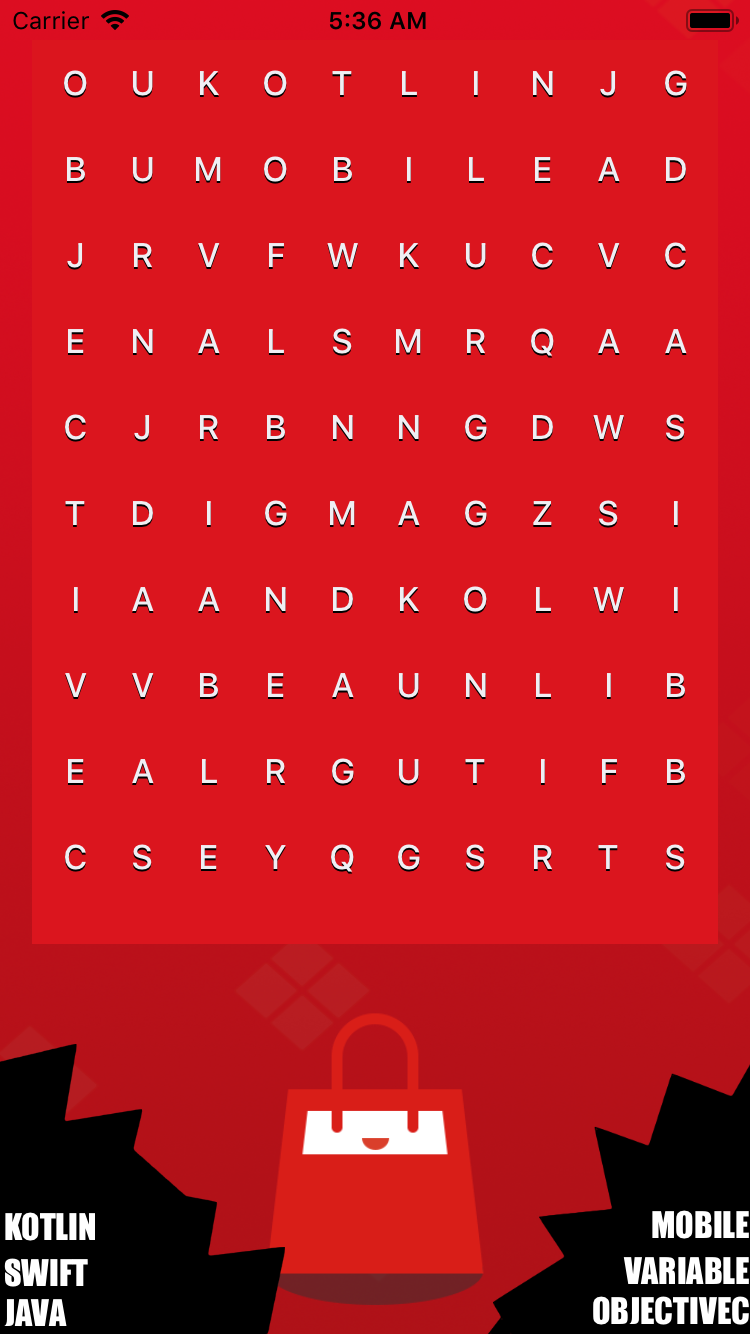 Carrier 5:36 AM
O U K O T L I N J G
B U M O B I L E A D
J R V F W K U C V C
E N A L S M R Q A A
C J R B N N G D W S
T D I G M A G Z S I
I A A N D K O L W I
V V B E A U N L I B
E A L R G U T I F B
C S E Y Q G S R T S
KOTLIN MOBILE
SWIFT VARIABLE
JAVA OBJECTIVEC